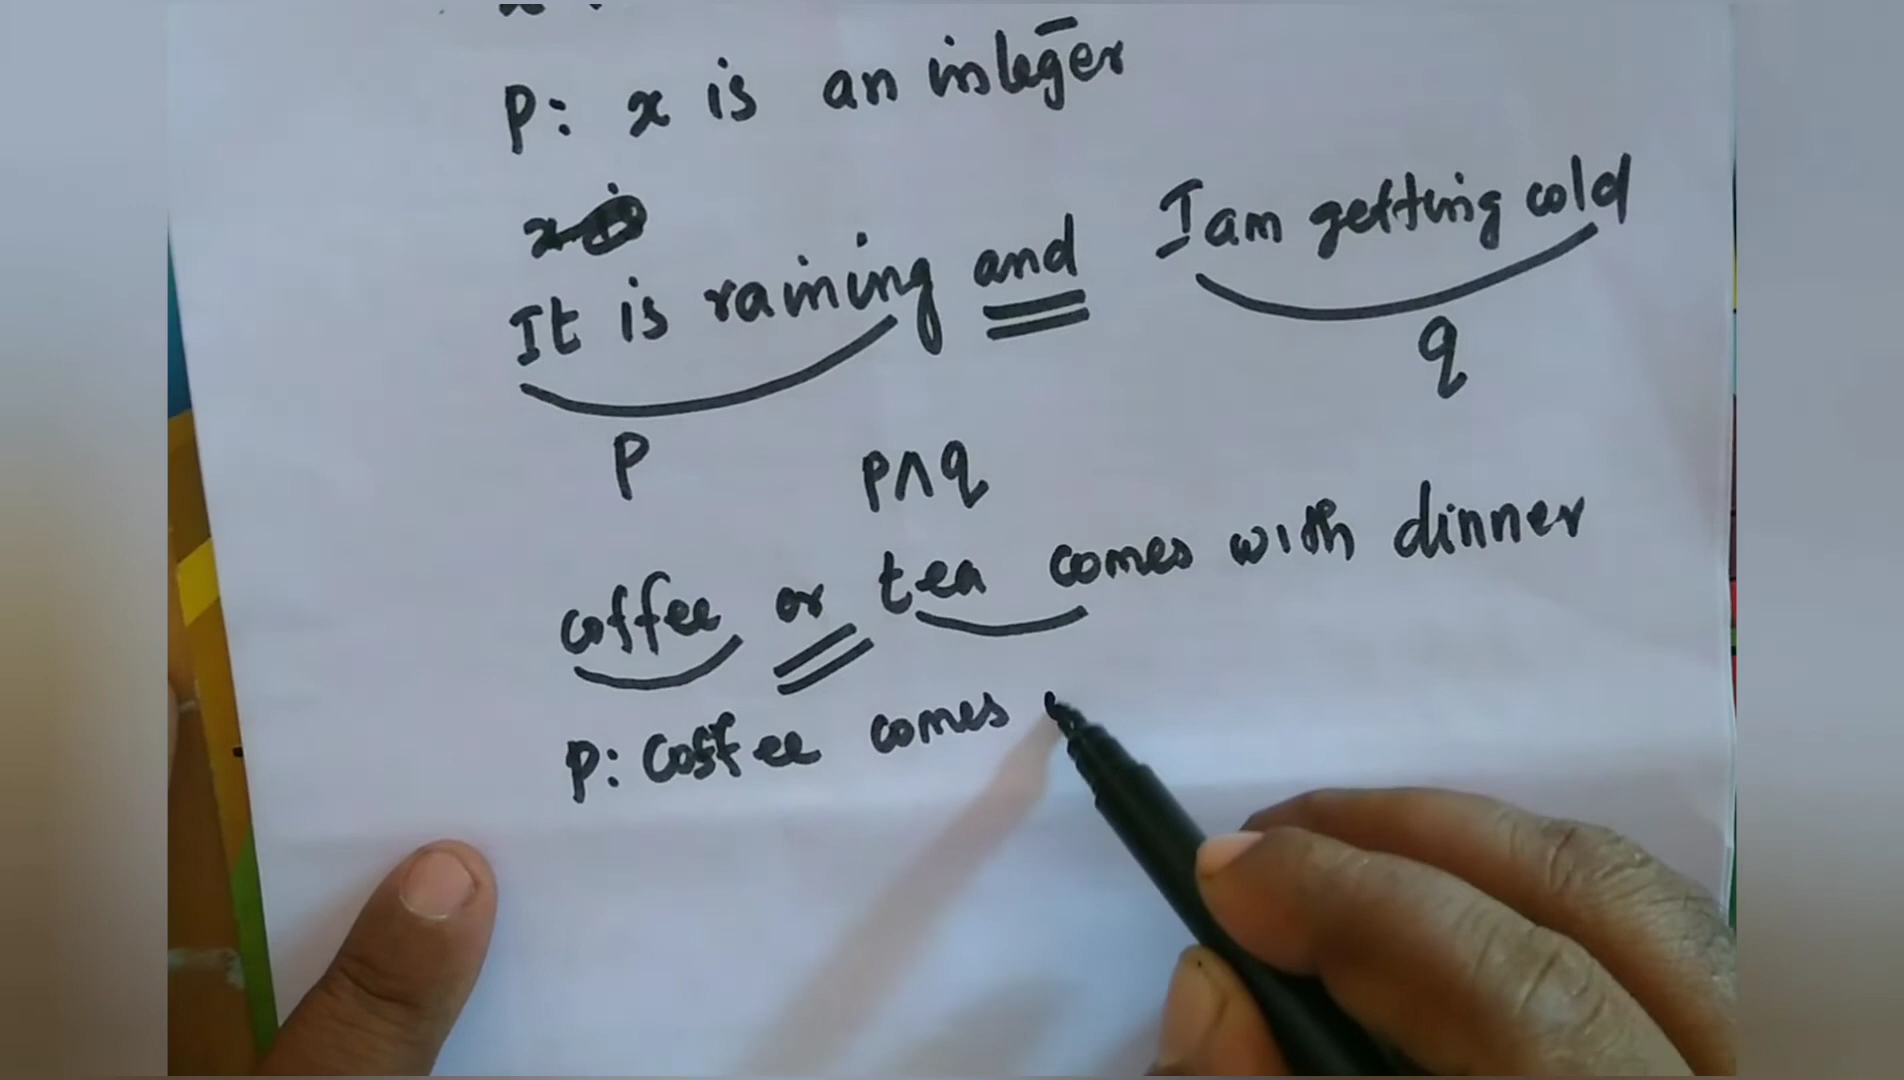 P: x is an integer
It is raining and I am getting cold
q
P
P∧q
coffee or tea comes with dinner
P: Coffee comes